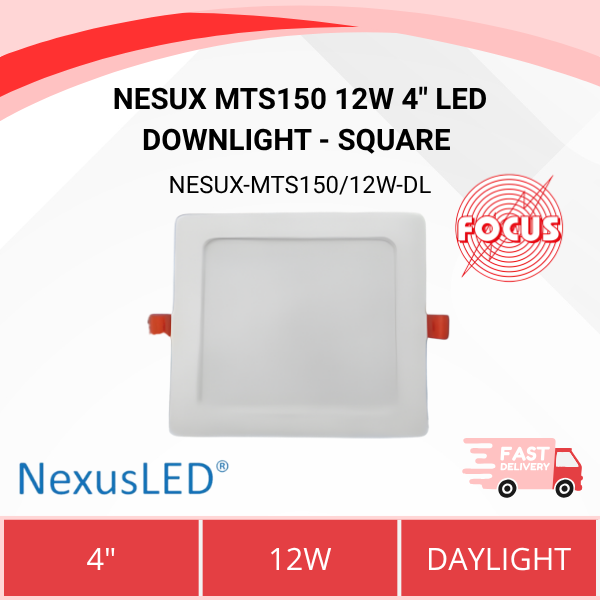 NESUX MTS150 12W 4" LED
DOWNLIGHT - SQUARE
NESUX-MTS150/12W-DL
FOCUS
NexusLED®
FAST
DELIVERY
4"
12W
DAYLIGHT